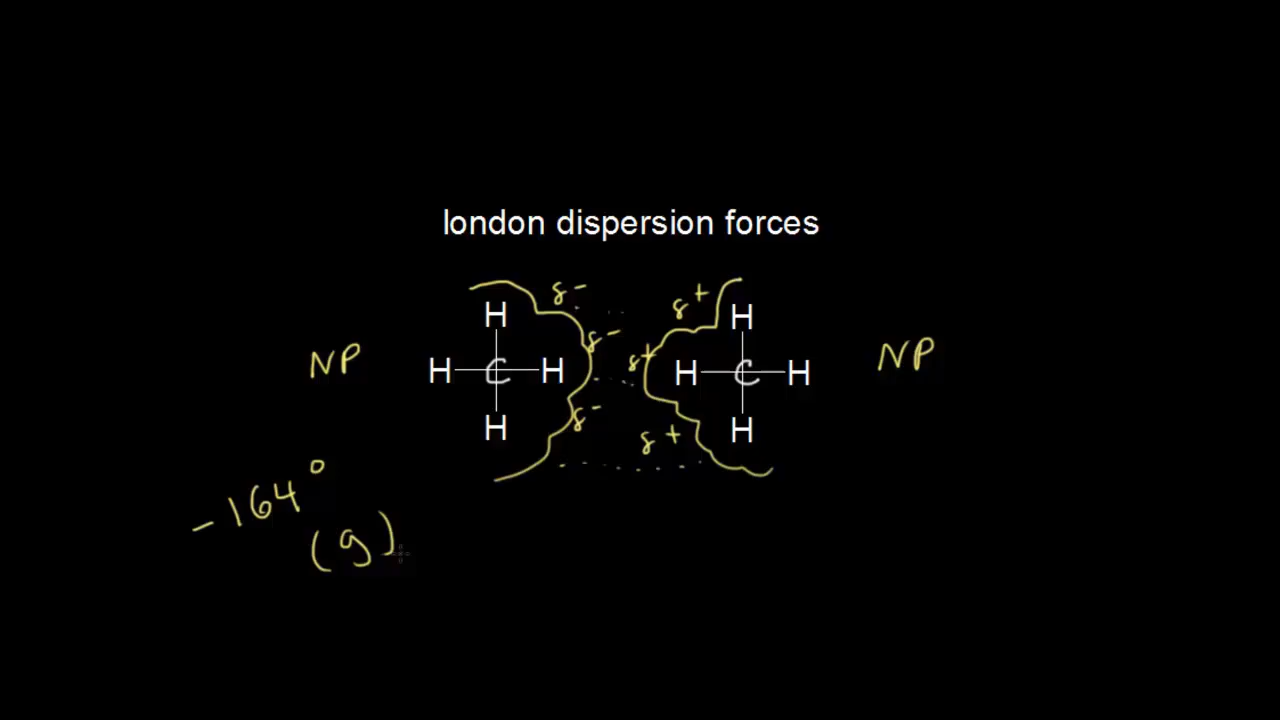 london dispersion forces
δ- δ+
H H
δ- δ+
NP H C H H C H NP
δ- δ+
H H
-164°
(g)